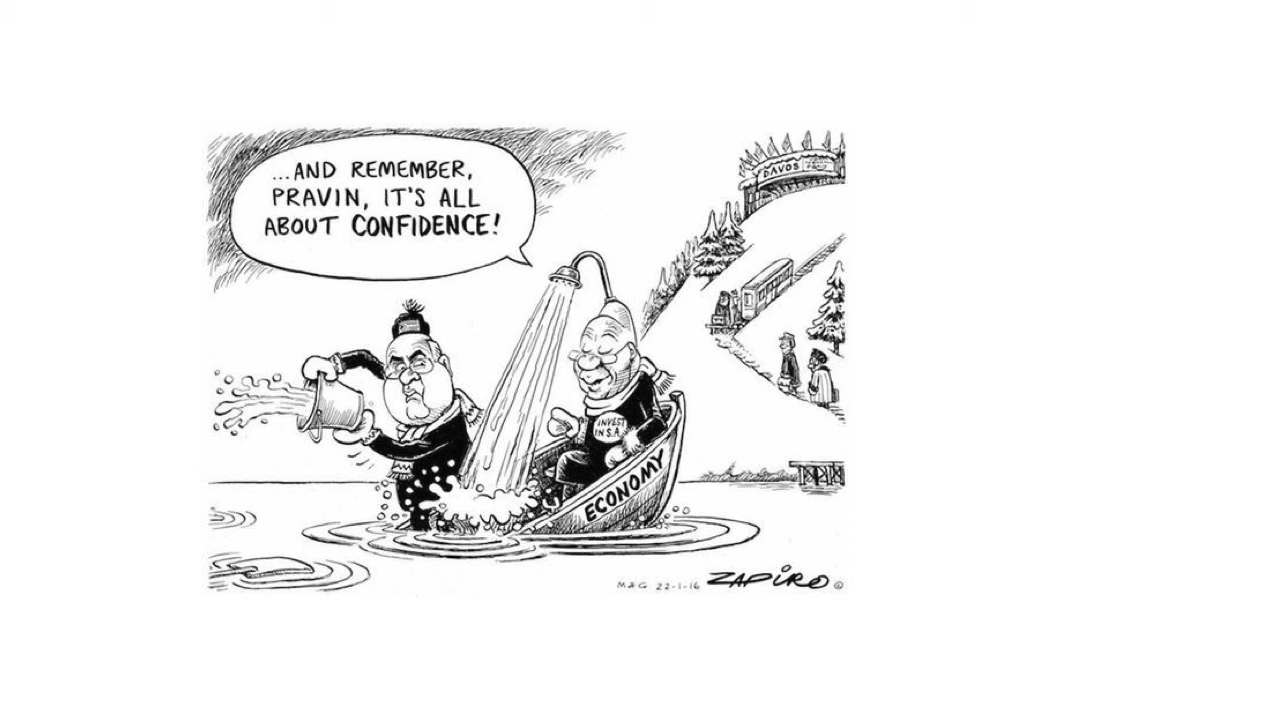 ...AND REMEMBER,
PRAVIN, IT'S ALL
ABOUT CONFIDENCE!
DAVOS
INVEST
IN S.A.
ECONOMY
M&G 22-1-16 ZAPIRO ©